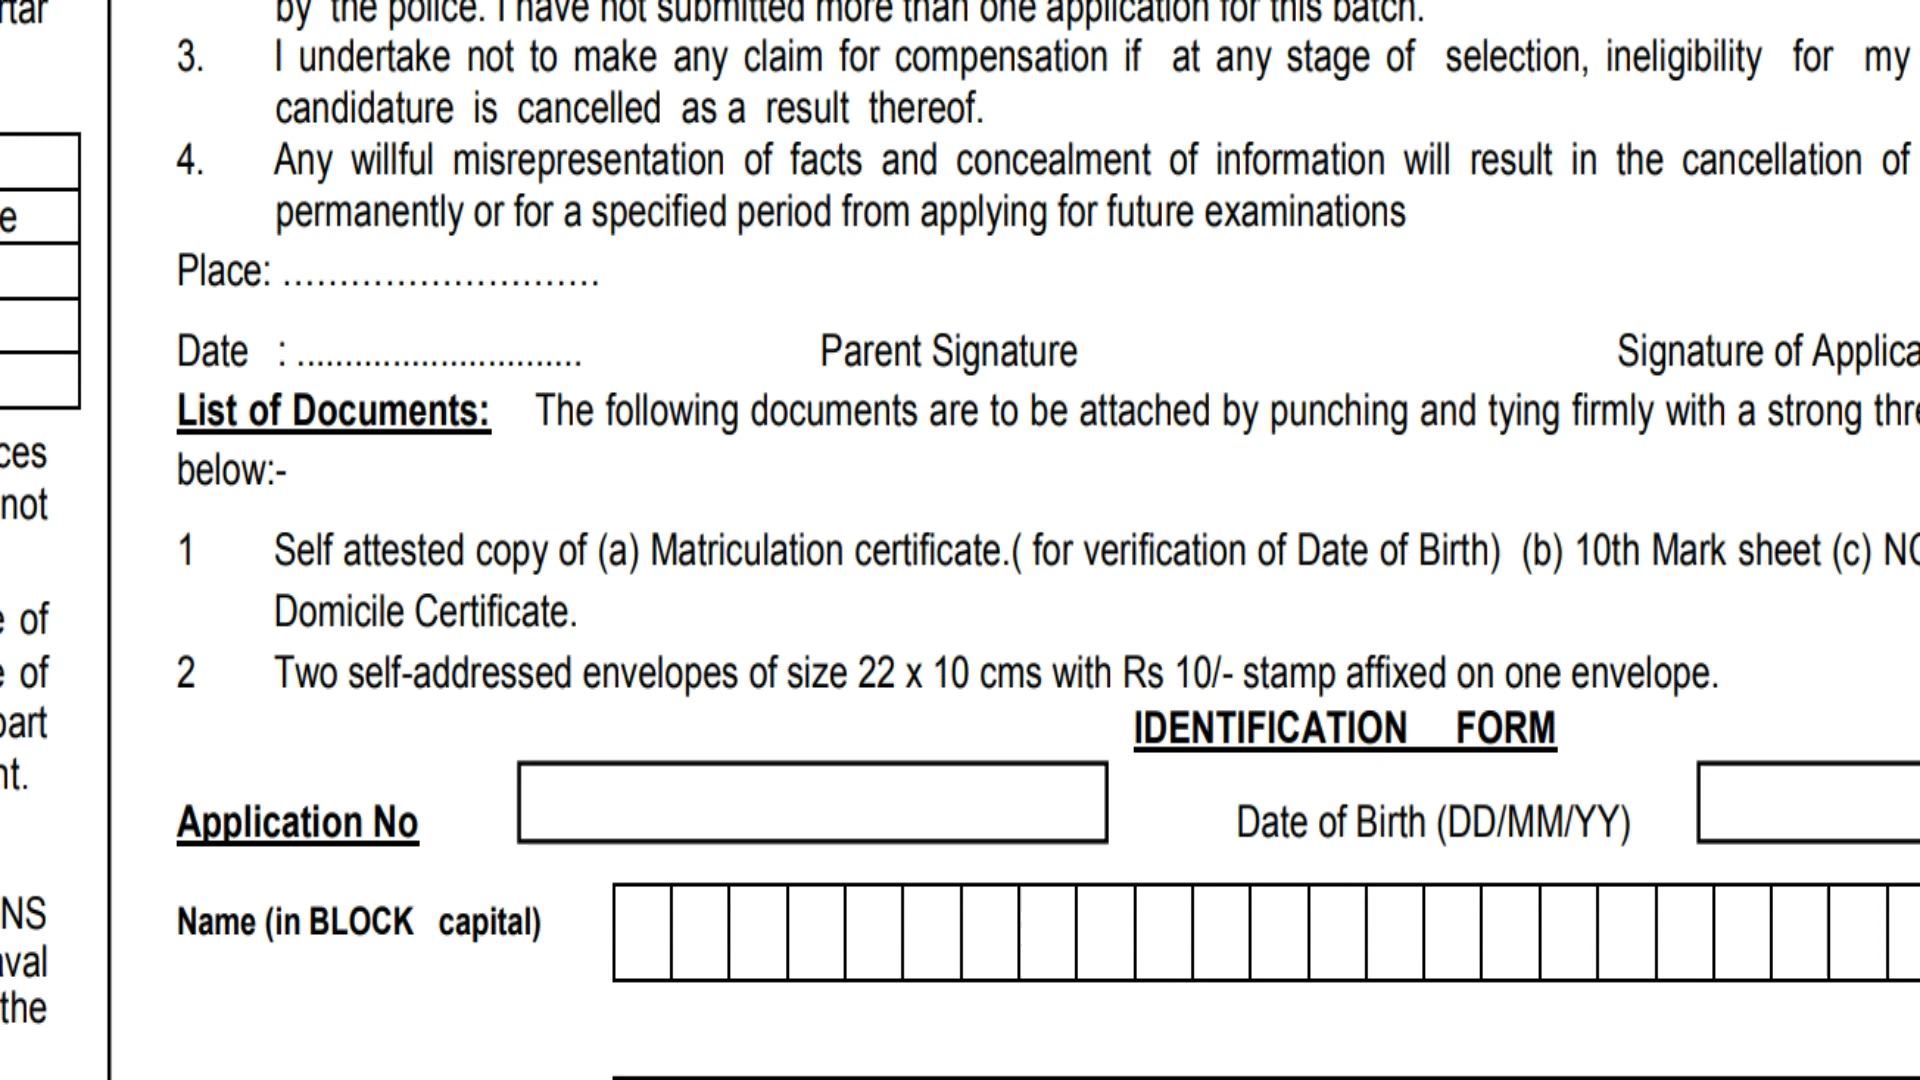 by the police. I have not submitted more than one application for this batch.
3. I undertake not to make any claim for compensation if at any stage of selection, ineligibility for my
candidature is cancelled as a result thereof.
4. Any willful misrepresentation of facts and concealment of information will result in the cancellation of
permanently or for a specified period from applying for future examinations
e
Place: ............................
Date : .............................
Parent Signature
Signature of
List of Documents: The following documents are to be attached by punching and tying firmly with a strong
below:-
not
1 Self attested copy of (a) Matriculation certificate.( for verification of Date of Birth) (b) 10th Mark sheet (c)
Domicile Certificate.
of
2 Two self-addressed envelopes of size 22 x 10 cms with Rs 10/- stamp affixed on one envelope.
of
IDENTIFICATION FORM
Application No
Date of Birth (DD/MM/YY)
Name (in BLOCK capital)
NS
the